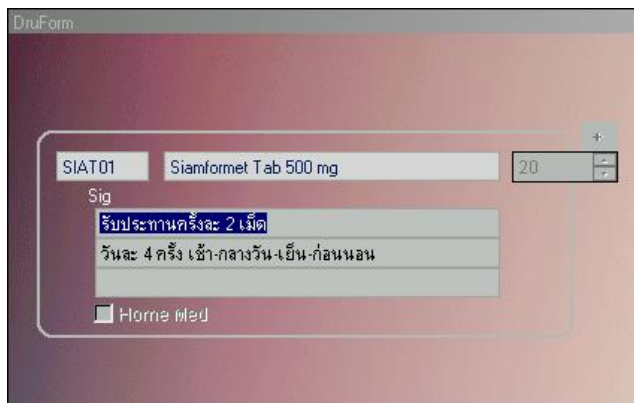 DruForm
+
SIAT01 Siamformet Tab 500 mg 20
Sig
รับประทานครั้งละ 2 เม็ด
วันละ 4 ครั้ง เช้า-กลางวัน-เย็น-ก่อนนอน
Home Med